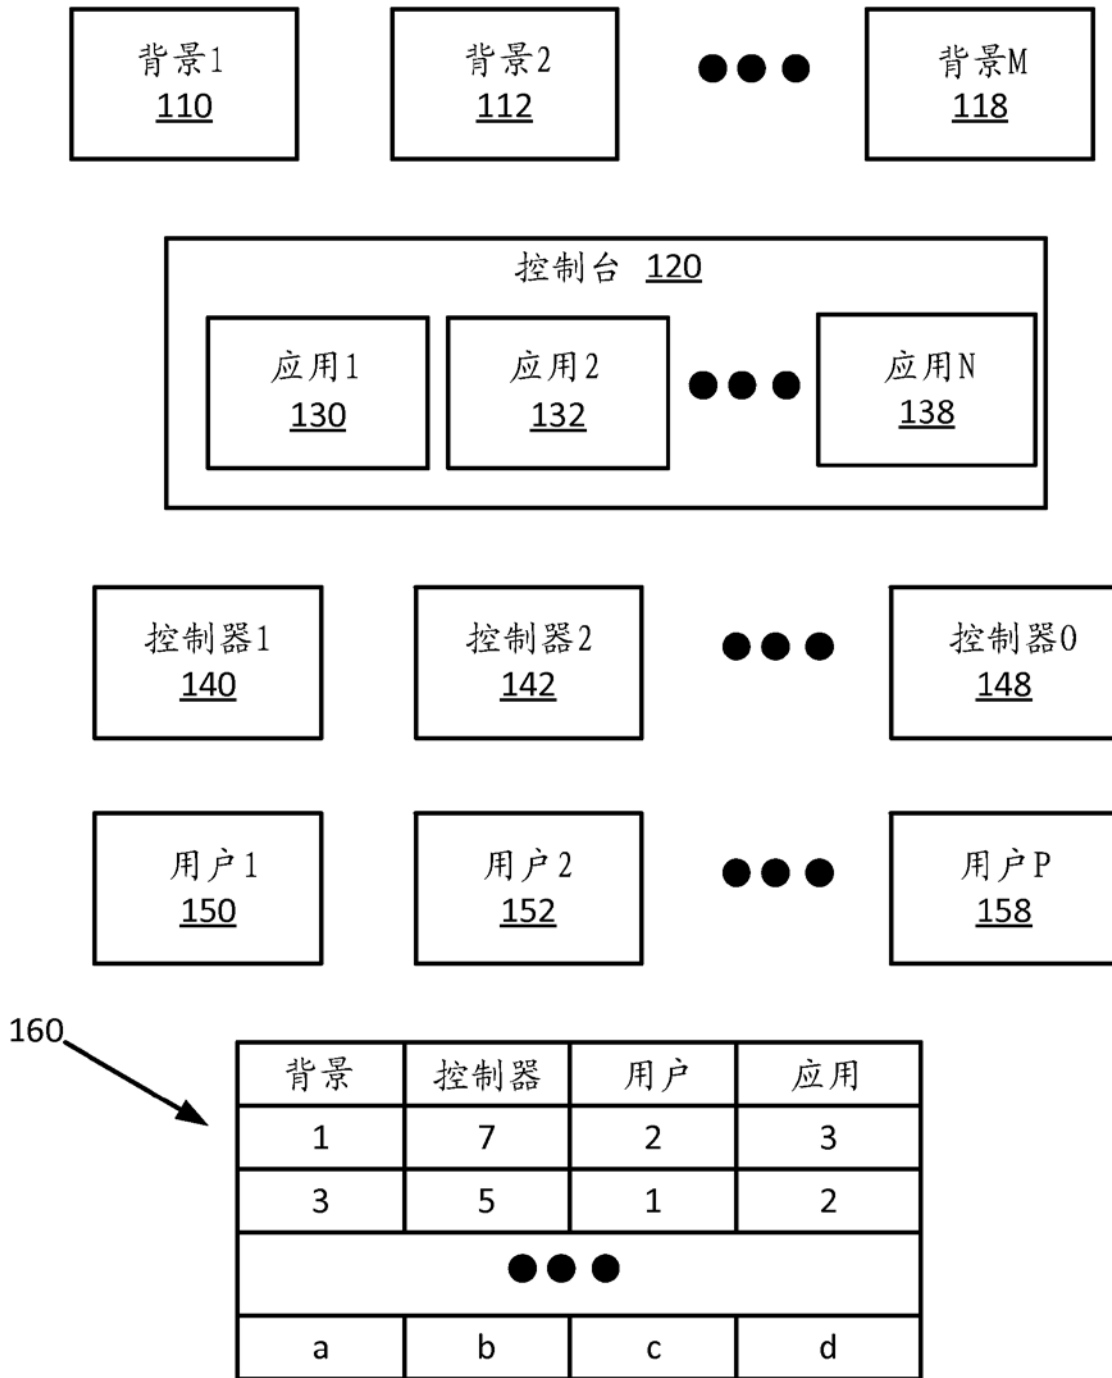 背景1 背景2 背景M
110 112 118
控制台 120
应用1 应用2 应用N
130 132 138
控制器1 控制器2 控制器O
140 142 148
用户1 用户2 用户P
150 152 158
160
背景 控制器 用户 应用
1 7 2 3
3 5 1 2
a b c d